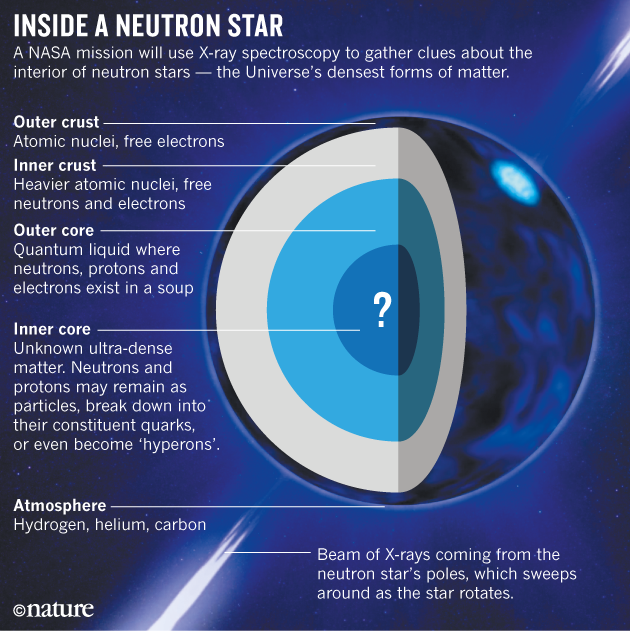 INSIDE A NEUTRON STAR
A NASA mission will use X-ray spectroscopy to gather clues about the
interior of neutron stars — the Universe's densest forms of matter.
Outer crust
Atomic nuclei, free electrons
Inner crust
Heavier atomic nuclei, free
neutrons and electrons
Outer core
Quantum liquid where
neutrons, protons and
electrons exist in a soup
?
Inner core
Unknown ultra-dense
matter. Neutrons and
protons may remain as
particles, break down into
their constituent quarks,
or even become ‘hyperons’.
Atmosphere
Hydrogen, helium, carbon
Beam of X-rays coming from the
neutron star's poles, which sweeps
around as the star rotates.
©nature